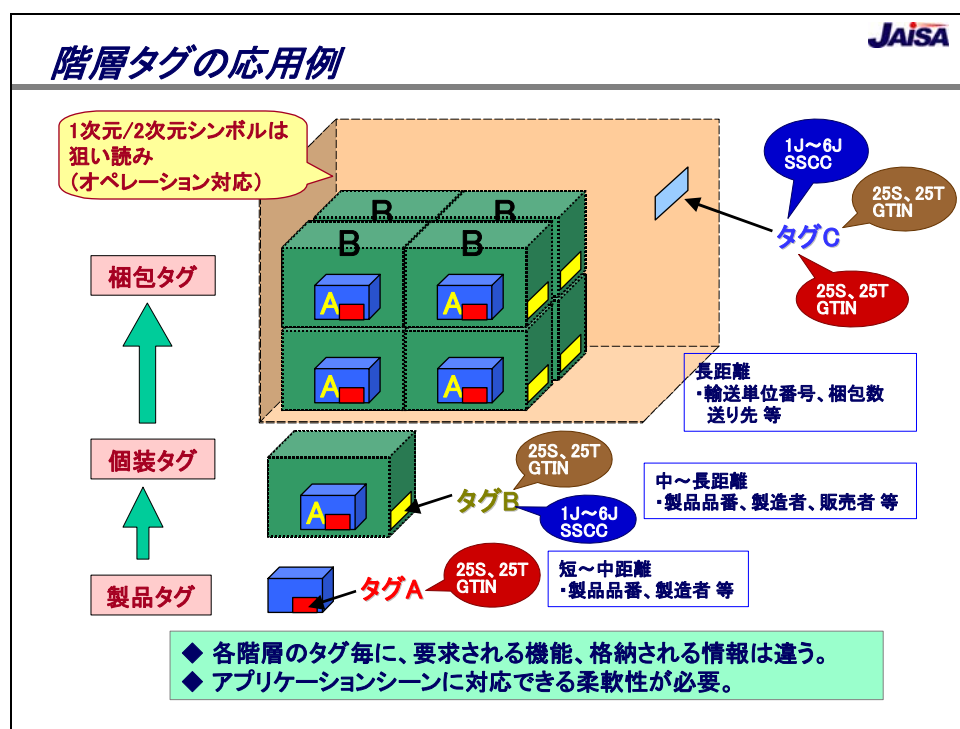 JAiSA
階層タグの応用例
1次元/2次元シンボルは
狙い読み
（オペレーション対応）
1J～6J
SSCC
25S、25T
GTIN
タグC
25S、25T
GTIN
B
B
B
B
A
A
A
A
梱包タグ
長距離
・輸送単位番号、梱包数
送り先 等
個装タグ
A
25S、25T
GTIN
タグB
1J～6J
SSCC
中～長距離
・製品品番、製造者、販売者 等
製品タグ
タグA
25S、25T
GTIN
短～中距離
・製品品番、製造者 等
◆ 各階層のタグ毎に、要求される機能、格納される情報は違う。
◆ アプリケーションシーンに対応できる柔軟性が必要。